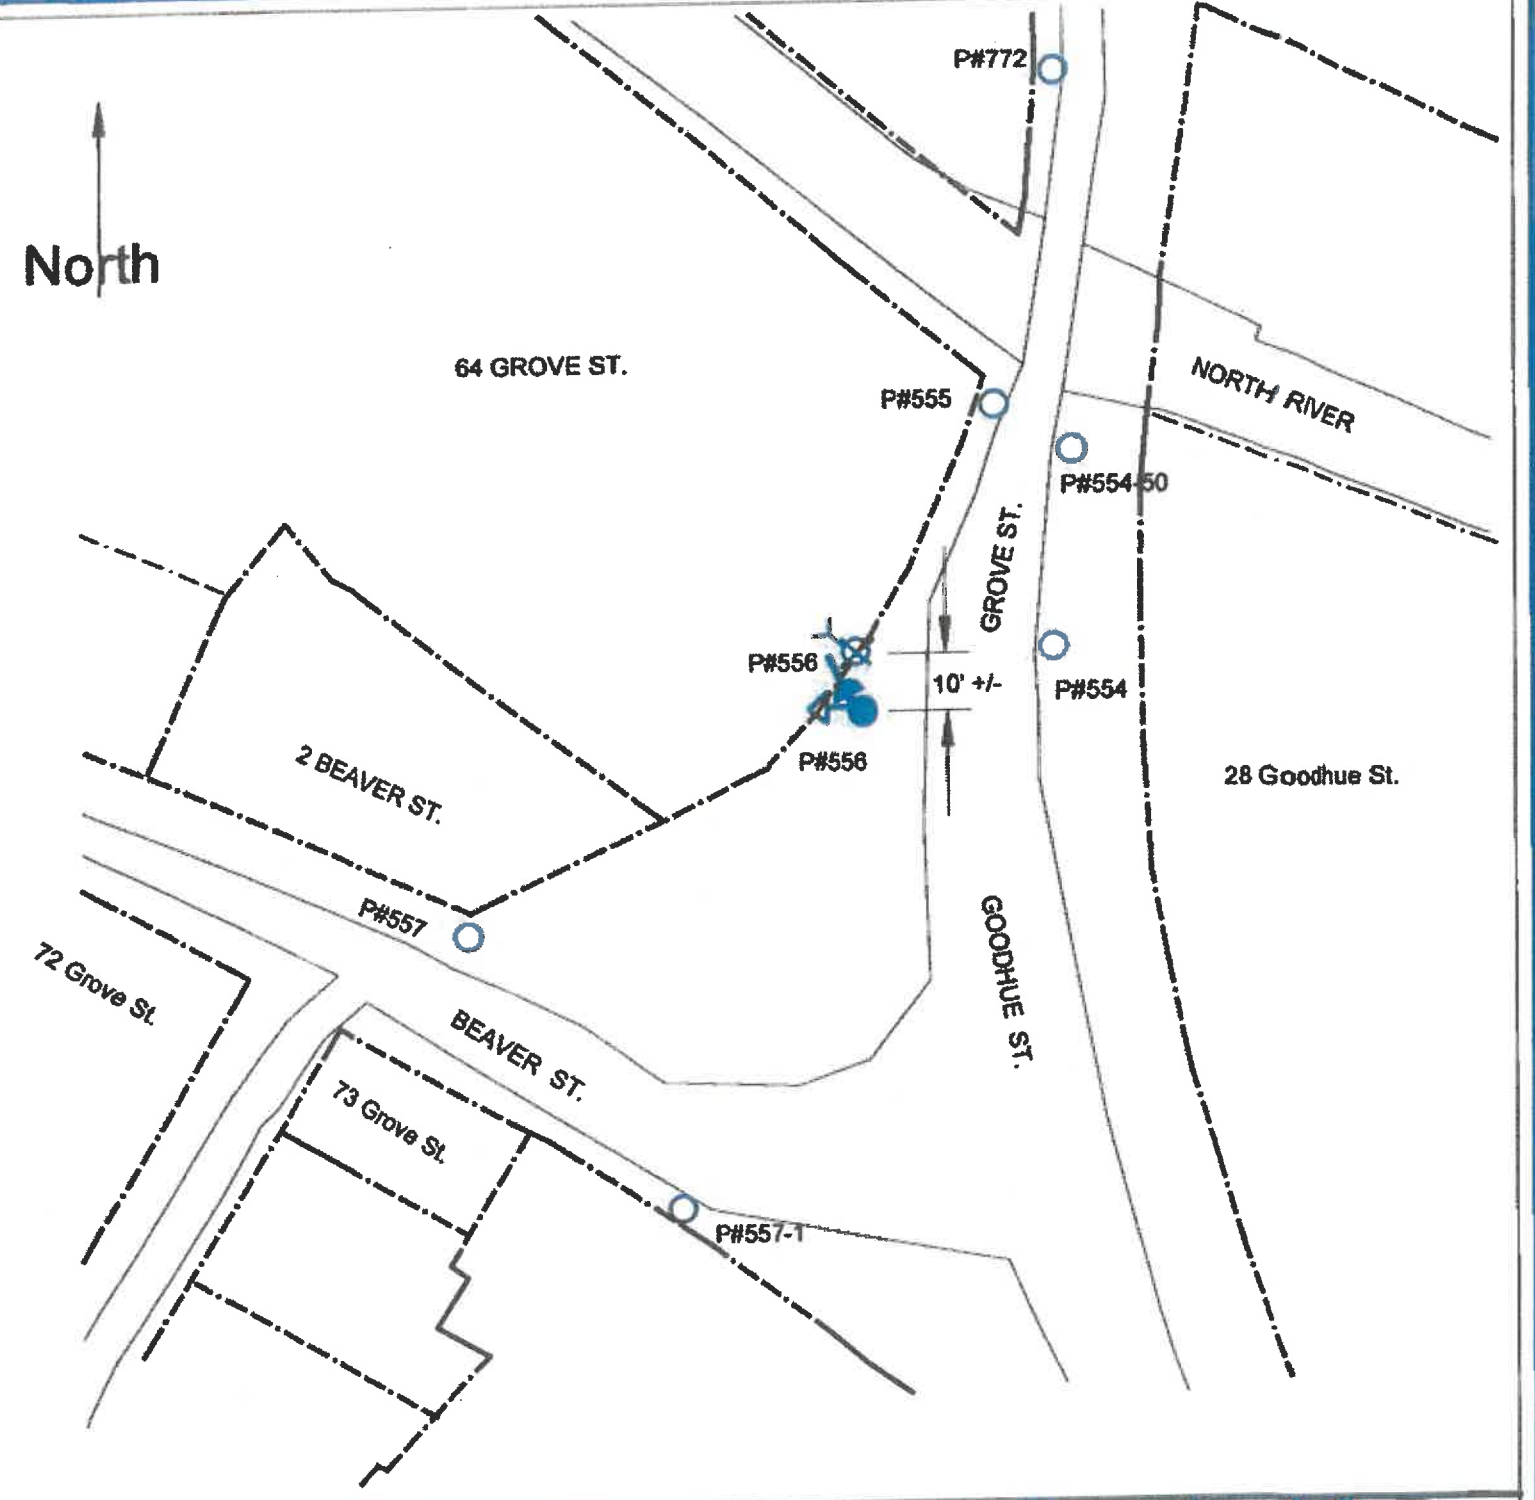 P#772
North
64 GROVE ST.
NORTH RIVER
P#555
P#554-50
GROVE ST.
P#556
10' +/-
P#554
P#556
28 Goodhue St.
2 BEAVER ST.
P#557
GOODHUE ST.
72 Grove St.
BEAVER ST.
73 Grove St.
P#557-1